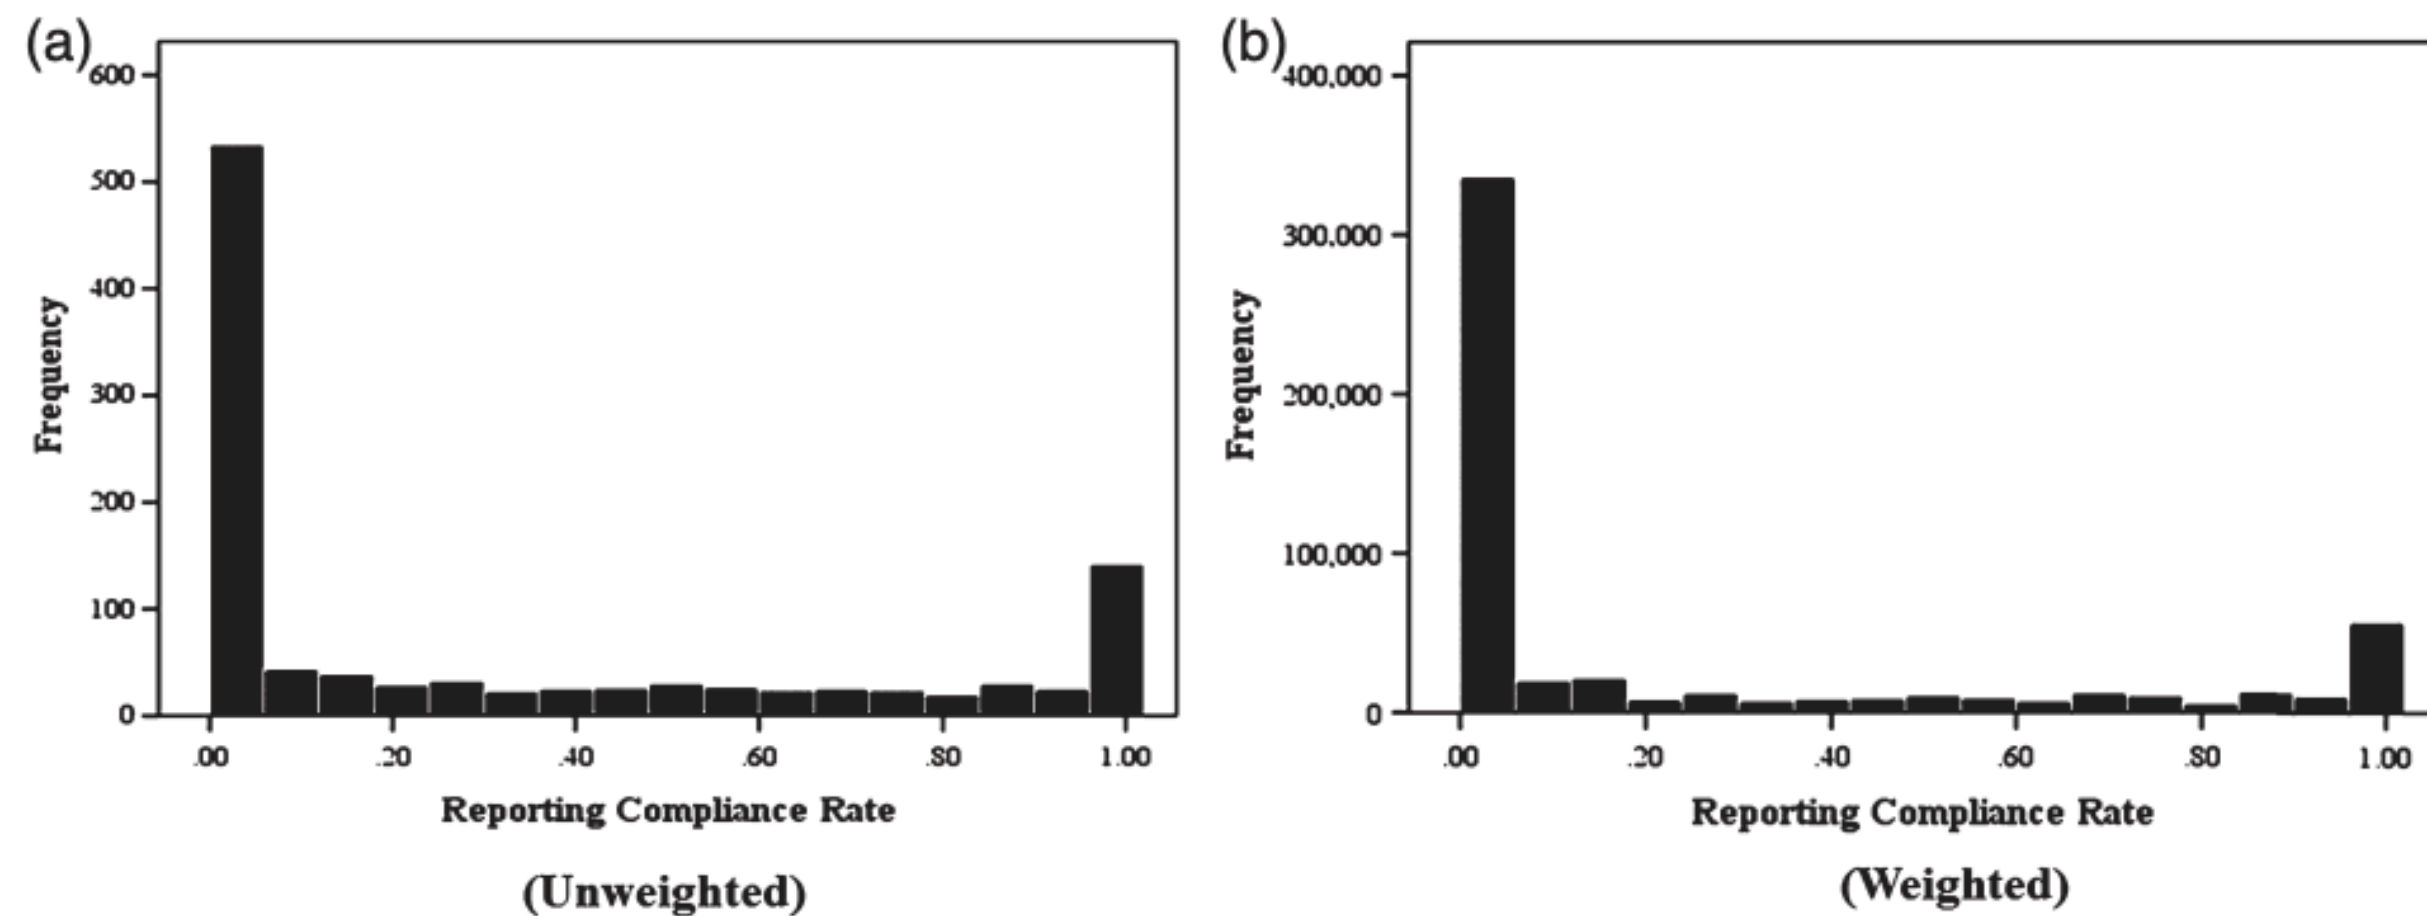 (a)
600
500
400
300
200
100
0
Frequency
.00 .20 .40 .60 .80 1.00
Reporting Compliance Rate
(Unweighted)
(b)
400,000
300,000
200,000
100,000
0
Frequency
.00 .20 .40 .60 .80 1.00
Reporting Compliance Rate
(Weighted)